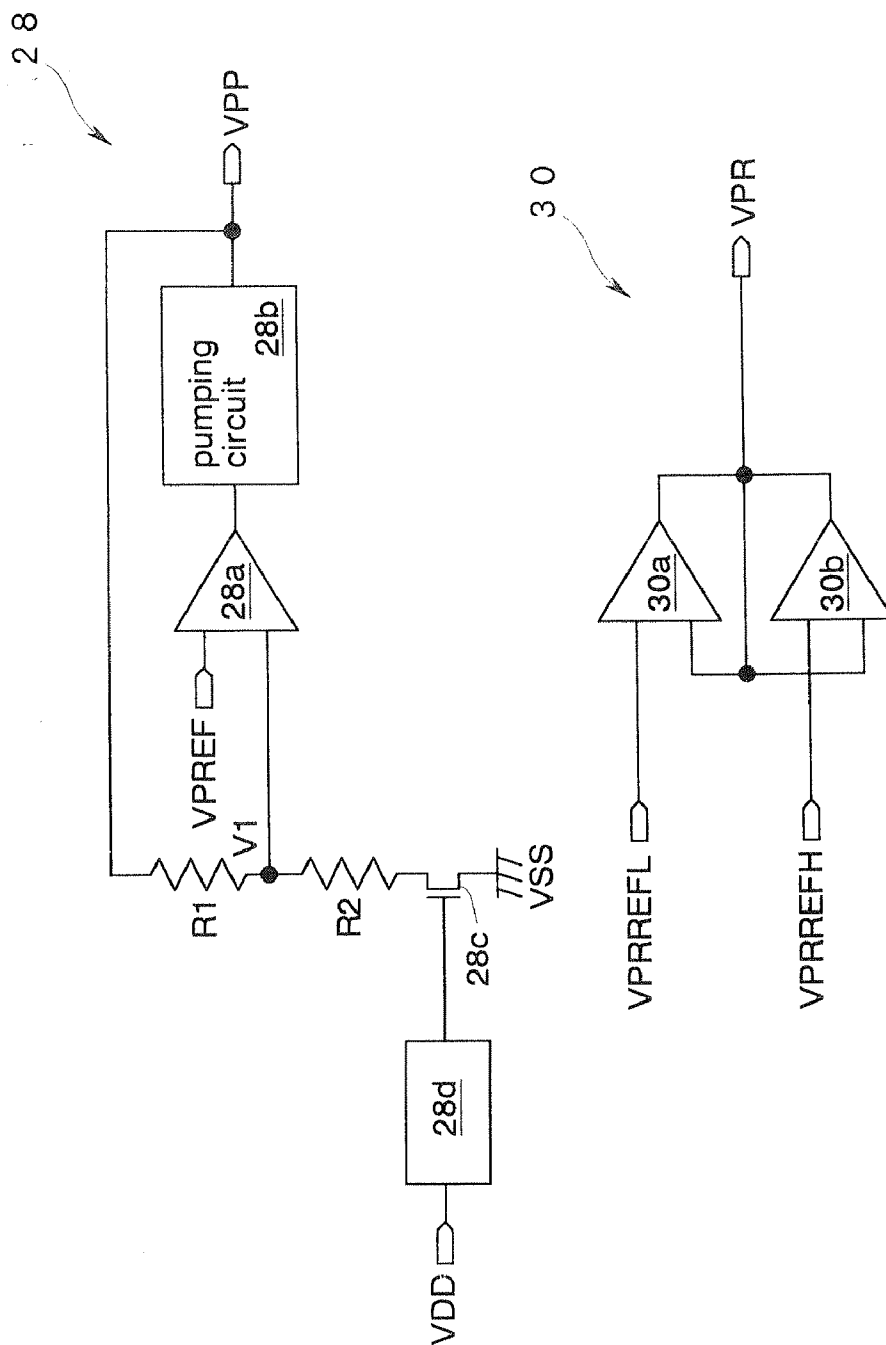 28
VPP
pumping
circuit
28b
28a
VPREF
V1
R1
R2
28c
VSS
28d
VDD
30
VPR
30a
30b
VPRREFL
VPRREFH